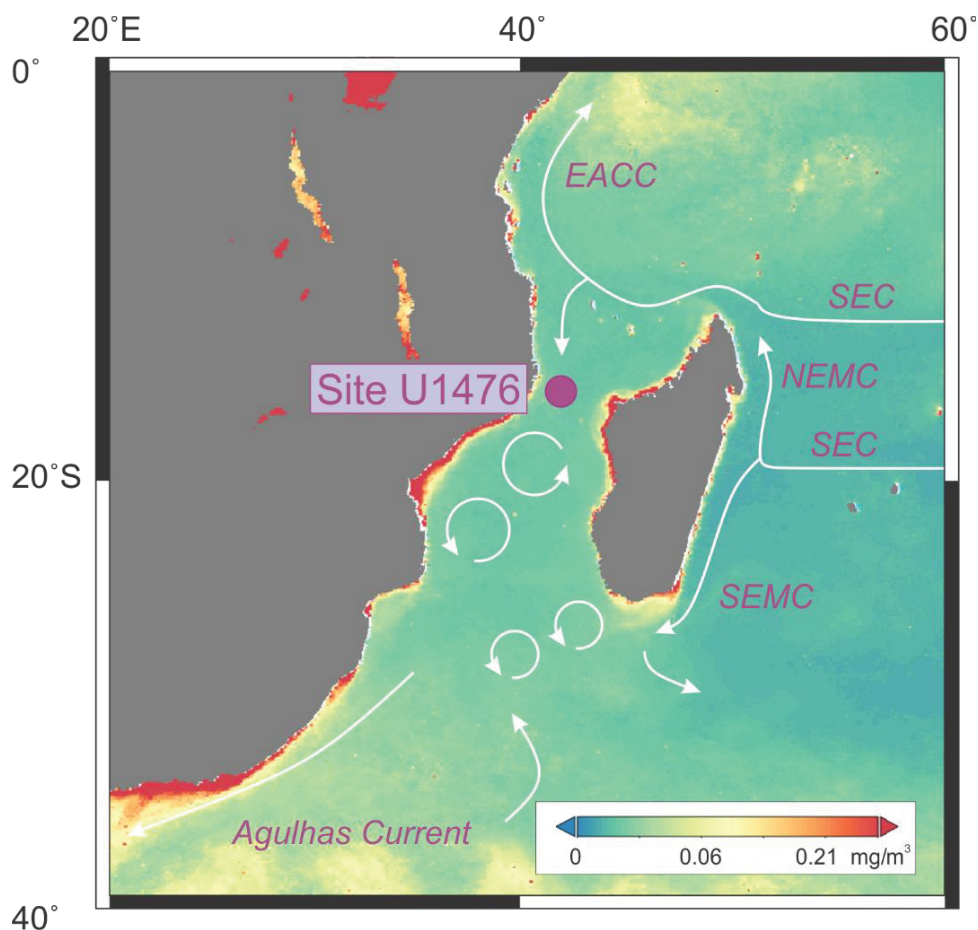 20˚E 40˚ 60˚
0˚
EACC
SEC
Site U1476
NEMC
SEC
20˚S
SEMC
Agulhas Current
0 0.06 0.21 mg/m³
40˚